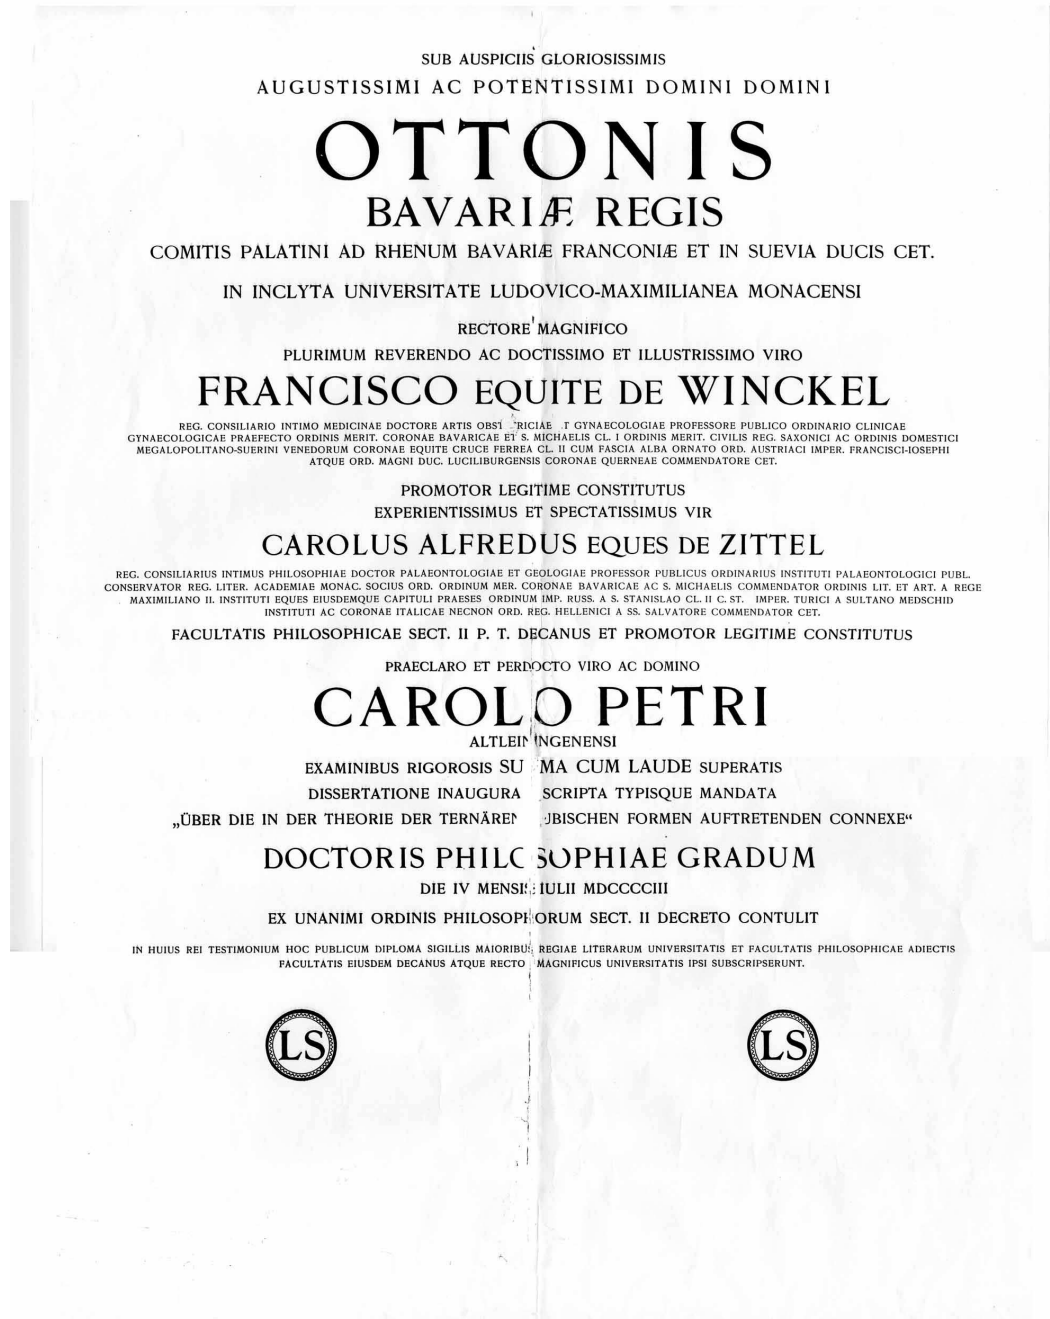 SUB AUSPICIIS GLORIOSISSIMIS
AUGUSTISSIMI AC POTENTISSIMI DOMINI DOMINI
OTTONIS
BAVARIÆ REGIS
COMITIS PALATINI AD RHENUM BAVARIÆ FRANCONIÆ ET IN SUEVIA DUCIS CET.
IN INCLYTA UNIVERSITATE LUDOVICO-MAXIMILIANEA MONACENSI
RECTORE MAGNIFICO
PLURIMUM REVERENDO AC DOCTISSIMO ET ILLUSTRISSIMO VIRO
FRANCISCO EQUITE DE WINCKEL
REG. CONSILIARIO INTIMO MEDICINAE DOCTORE ARTIS OBSTETRICIAE ET GYNAECOLOGIAE PROFESSORE PUBLICO ORDINARIO CLINICAE
GYNAECOLOGICAE PRAEFECTO ORDINIS MERIT. CORONAE BAVARICAE ET S. MICHAELIS CL. I ORDINIS MERIT. CIVILIS REG. SAXONICI AC ORDINIS DOMESTICI
MEGALOPOLITANO-SUERINI VENEDORUM CORONAE EQUITE CRUCE FERREA CL. II CUM FASCIA ALBA ORNATO ORD. AUSTRIACI IMPER. FRANCISCI-IOSEPHI
ATQUE ORD. MAGNI DUC. LUCILIBURGENSIS CORONAE QUERNEAE COMMENDATORE CET.
PROMOTOR LEGITIME CONSTITUTUS
EXPERIENTISSIMUS ET SPECTATISSIMUS VIR
CAROLUS ALFREDUS EQUES DE ZITTEL
REG. CONSILIARIUS INTIMUS PHILOSOPHIAE DOCTOR PALAEONTOLOGIAE ET GEOLOGIAE PROFESSOR PUBLICUS ORDINARIUS INSTITUTI PALAEONTOLOGICI PUBL.
CONSERVATOR REG. LITER. ACADEMIAE MONAC. SOCIUS ORD. ORDINUM MER. CORONAE BAVARICAE AC S. MICHAELIS COMMENDATOR ORDINIS LIT. ET ART. A REGE
MAXIMILIANO II. INSTITUTI EQUES EIUSDEMQUE CAPITULI PRAESES ORDINUM IMP. RUSS. A S. STANISLAO CL. II C. ST. IMPER. TURICI A SULTANO MEDSCHID
INSTITUTI AC CORONAE ITALICAE NECNON ORD. REG. HELLENICI A SS. SALVATORE COMMENDATOR CET.
FACULTATIS PHILOSOPHICAE SECT. II P. T. DECANUS ET PROMOTOR LEGITIME CONSTITUTUS
PRAECLARO ET PERDOCTO VIRO AC DOMINO
CAROLO PETRI
ALTLEININGENENSI
EXAMINIBUS RIGOROSIS SUMMA CUM LAUDE SUPERATIS
DISSERTATIONE INAUGURALI SCRIPTA TYPISQUE MANDATA
„ÜBER DIE IN DER THEORIE DER TERNÄREN KUBISCHEN FORMEN AUFTRETENDEN CONNEXE“
DOCTORIS PHILOSOPHIAE GRADUM
DIE IV MENSIS IULII MDCCCCIII
EX UNANIMI ORDINIS PHILOSOPHORUM SECT. II DECRETO CONTULIT
IN HUIUS REI TESTIMONIUM HOC PUBLICUM DIPLOMA SIGILLIS MAIORIBUS REGIAE LITERARUM UNIVERSITATIS ET FACULTATIS PHILOSOPHICAE ADIECTIS
FACULTATIS EIUSDEM DECANUS ATQUE RECTOR MAGNIFICUS UNIVERSITATIS IPSI SUBSCRIPSERUNT.
LS
LS